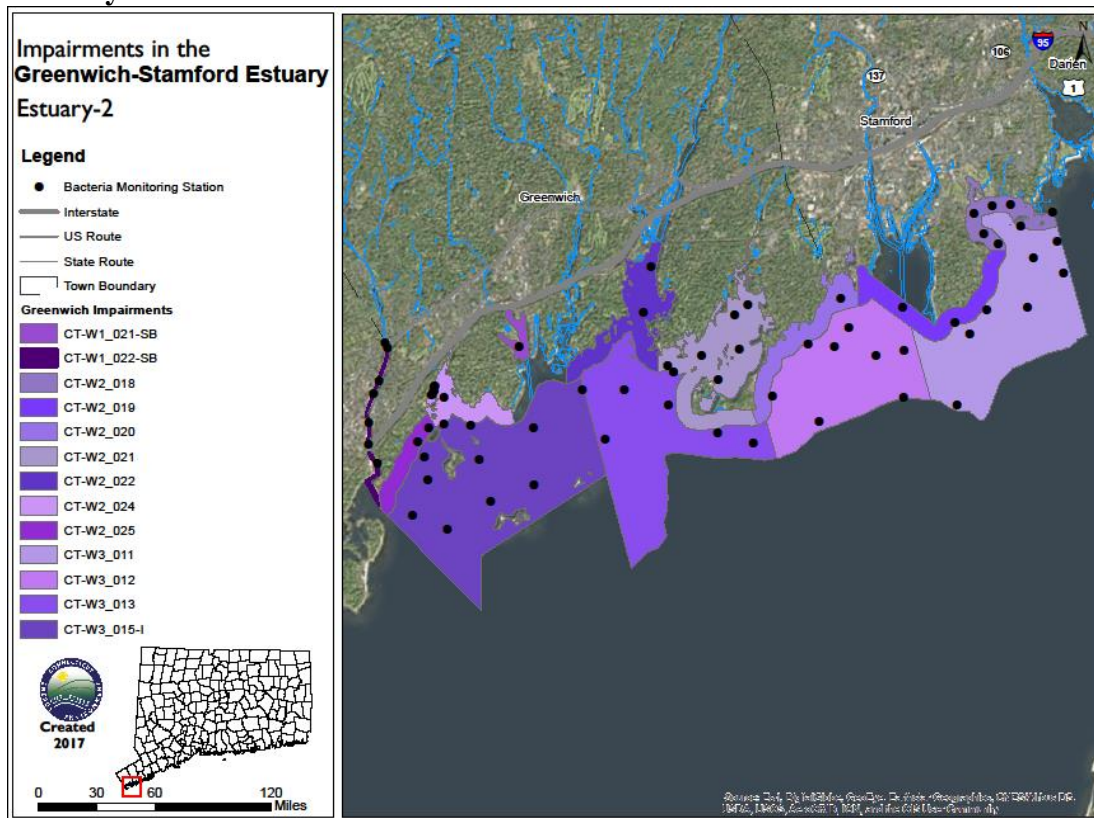 Impairments in the
Greenwich-Stamford Estuary
Estuary-2
Legend
Bacteria Monitoring Station
Interstate
US Route
State Route
Town Boundary
Greenwich Impairments
CT-W1_021-SB
CT-W1_022-SB
CT-W2_018
CT-W2_019
CT-W2_020
CT-W2_021
CT-W2_022
CT-W2_024
CT-W2_025
CT-W3_011
CT-W3_012
CT-W3_013
CT-W3_015-I
Created
2017
0 30 60 120
Miles
N
95
106
Darien
1
137
Stamford
Greenwich